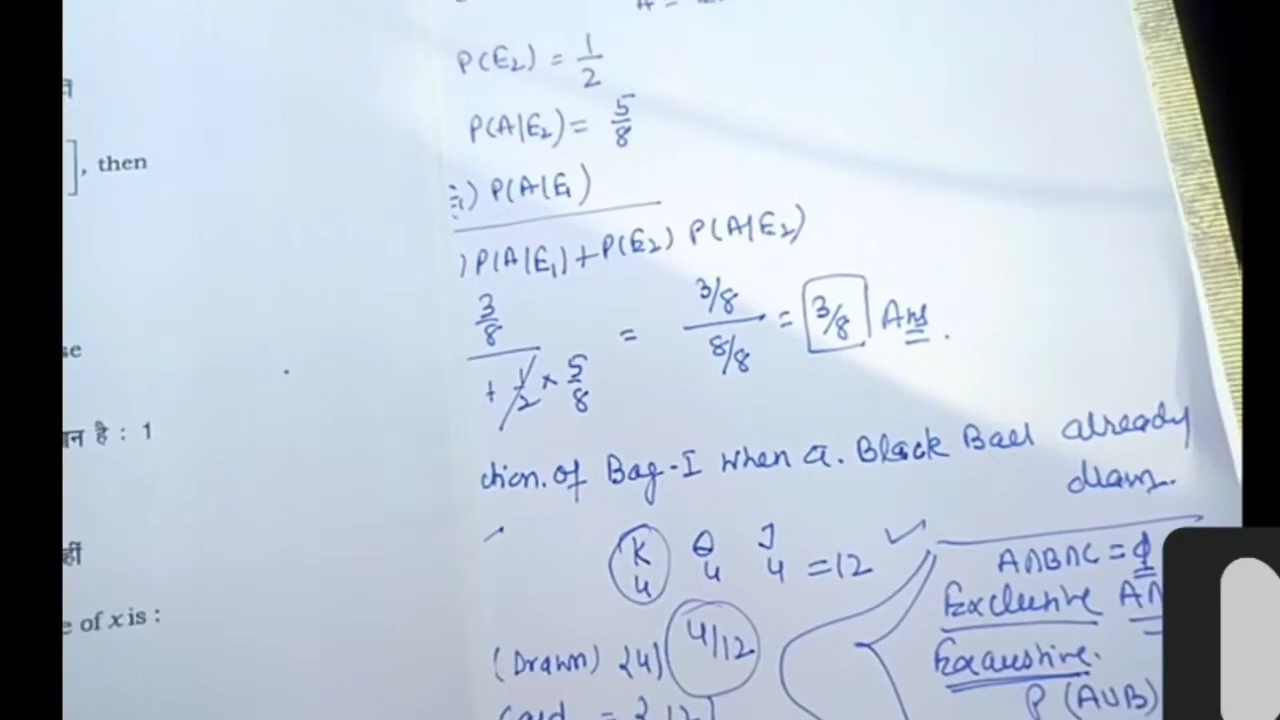 ], then
से
ान है : 1
हीं
e of x is :
P(E₂) = 1/2
P(A|E₂) = 5/8
) P(A|E₁)
) P(A|E₁) + P(E₂) P(A|E₂)
3/8 = 3/8 / 8/8 = 3/8 Ans.
+ 1/2 × 5/8
of Bag-I when a. Black Ball already
drawn.
K Q J
4 4 4 = 12
A∩B∩C = ϕ
Exclusive A∩
(Drawn) {4} 4/12
Exaustive.
P (A∪B)
card = {12}